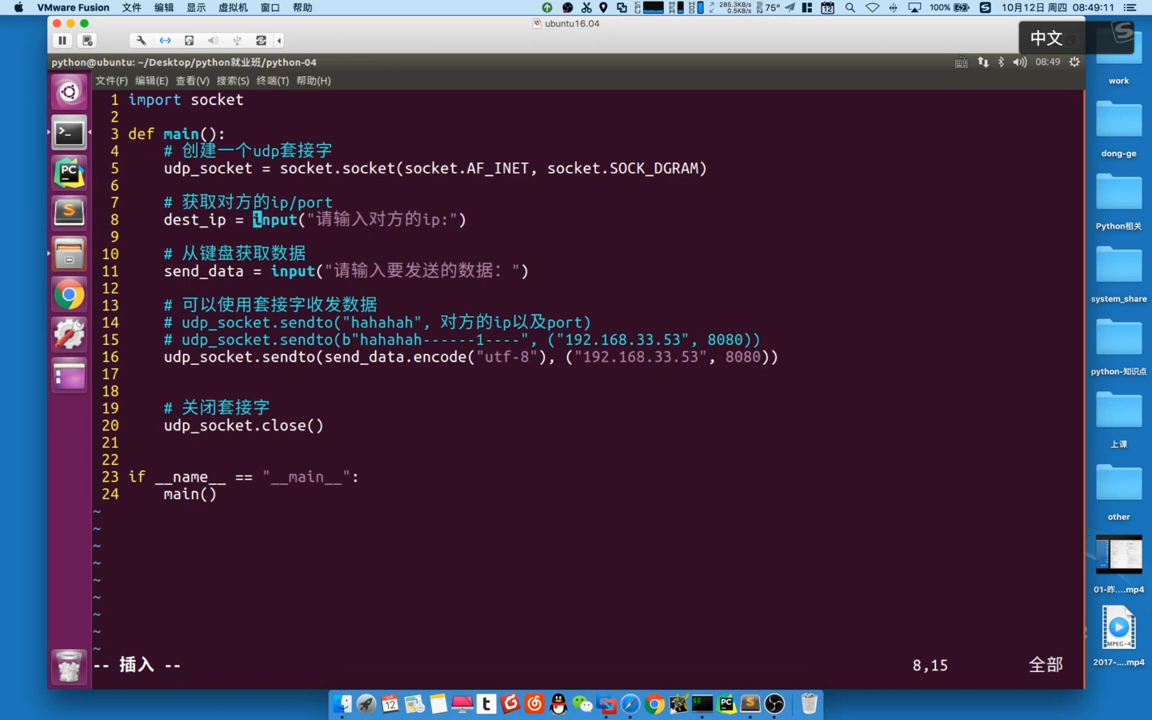 VMware Fusion 文件 编辑 显示 虚拟机 窗口 帮助 285.3KB/s 0.5KB/s 75° 100% 10月12日 周四 08:49:11
ubuntu16.04
中文
python@ubuntu: ~/Desktop/python就业班/python-04
08:49
文件(F) 编辑(E) 查看(V) 搜索(S) 终端(T) 帮助(H)
1 import socket
2
3 def main():
4 # 创建一个udp套接字
5 udp_socket = socket.socket(socket.AF_INET, socket.SOCK_DGRAM)
6
7 # 获取对方的ip/port
8 dest_ip = input("请输入对方的ip:")
9
10 # 从键盘获取数据
11 send_data = input("请输入要发送的数据: ")
12
13 # 可以使用套接字收发数据
14 # udp_socket.sendto("hahahah", 对方的ip以及port)
15 # udp_socket.sendto(b"hahahah------1----", ("192.168.33.53", 8080))
16 udp_socket.sendto(send_data.encode("utf-8"), ("192.168.33.53", 8080))
17
18
19 # 关闭套接字
20 udp_socket.close()
21
22
23 if __name__ == "__main__":
24 main()
~
~
~
~
~
~
~
~
~
-- 插入 --
8,15
全部
work
dong-ge
Python相关
system_share
python-知识点
上课
other
01-昨....mp4
MPEG-4
2017-....mp4